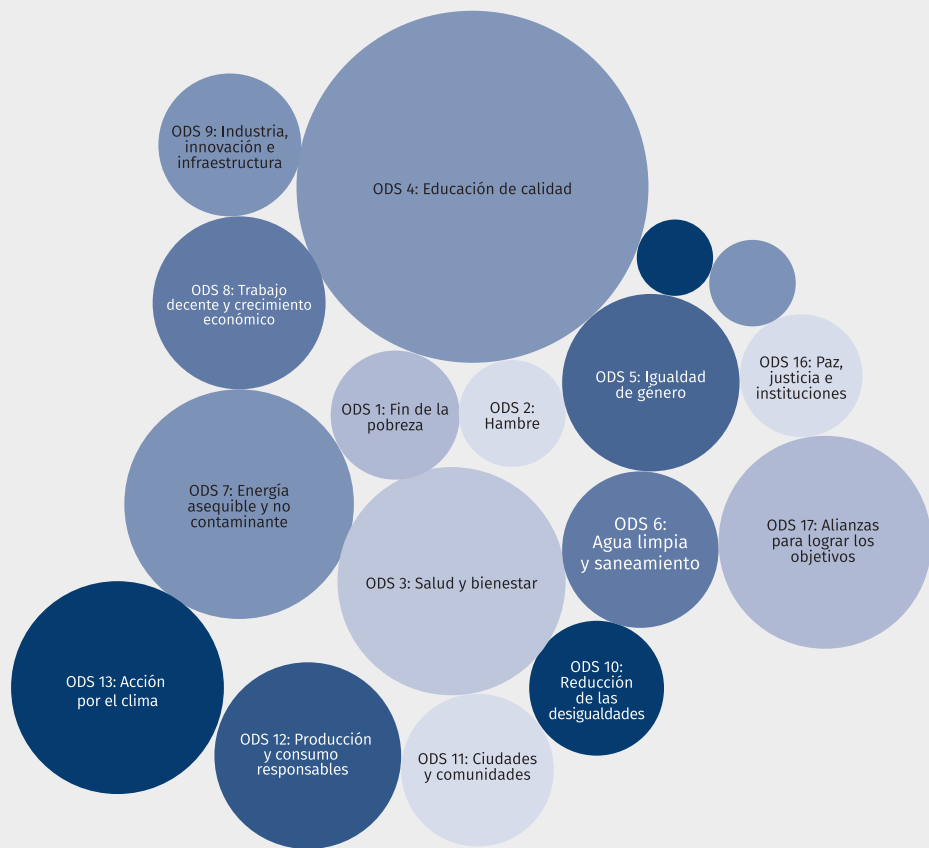 ODS 9: Industria,
innovación e
infraestructura
ODS 4: Educación de calidad
ODS 8: Trabajo
decente y crecimiento
económico
ODS 5: Igualdad
de género
ODS 16: Paz,
justicia e
instituciones
ODS 1: Fin de la
pobreza
ODS 2:
Hambre
ODS 7: Energía
asequible y no
contaminante
ODS 6:
Agua limpia
y saneamiento
ODS 17: Alianzas
para lograr los
objetivos
ODS 3: Salud y bienestar
ODS 13: Acción
por el clima
ODS 10:
Reducción
de las
desigualdades
ODS 12: Producción
y consumo
responsables
ODS 11: Ciudades
y comunidades